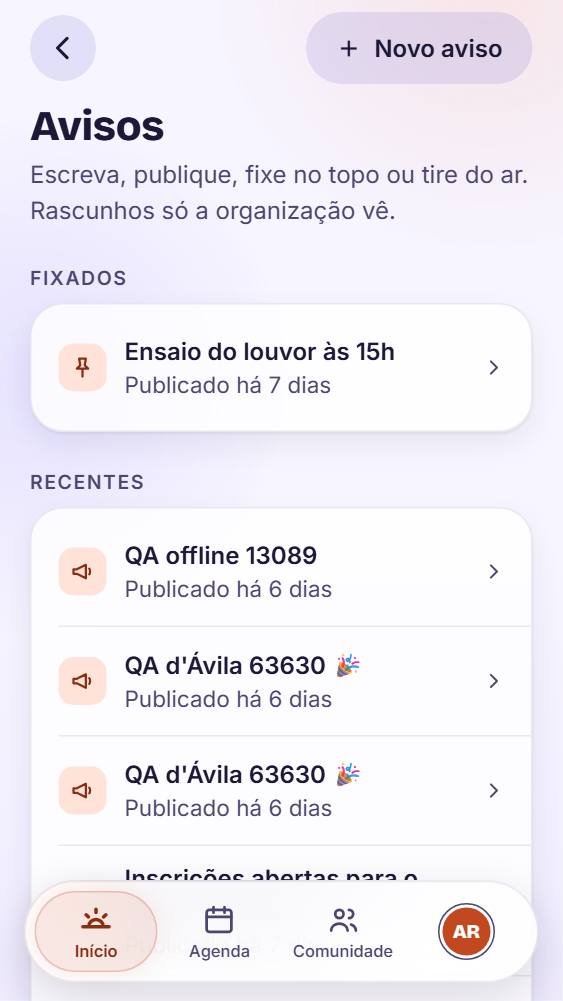 + Novo aviso
Avisos
Escreva, publique, fixe no topo ou tire do ar.
Rascunhos só a organização vê.
FIXADOS
Ensaio do louvor às 15h
Publicado há 7 dias
RECENTES
QA offline 13089
Publicado há 6 dias
QA d'Ávila 63630 🎉
Publicado há 6 dias
QA d'Ávila 63630 🎉
Publicado há 6 dias
Inscrições abertas para o
Início
Agenda
Comunidade
AR